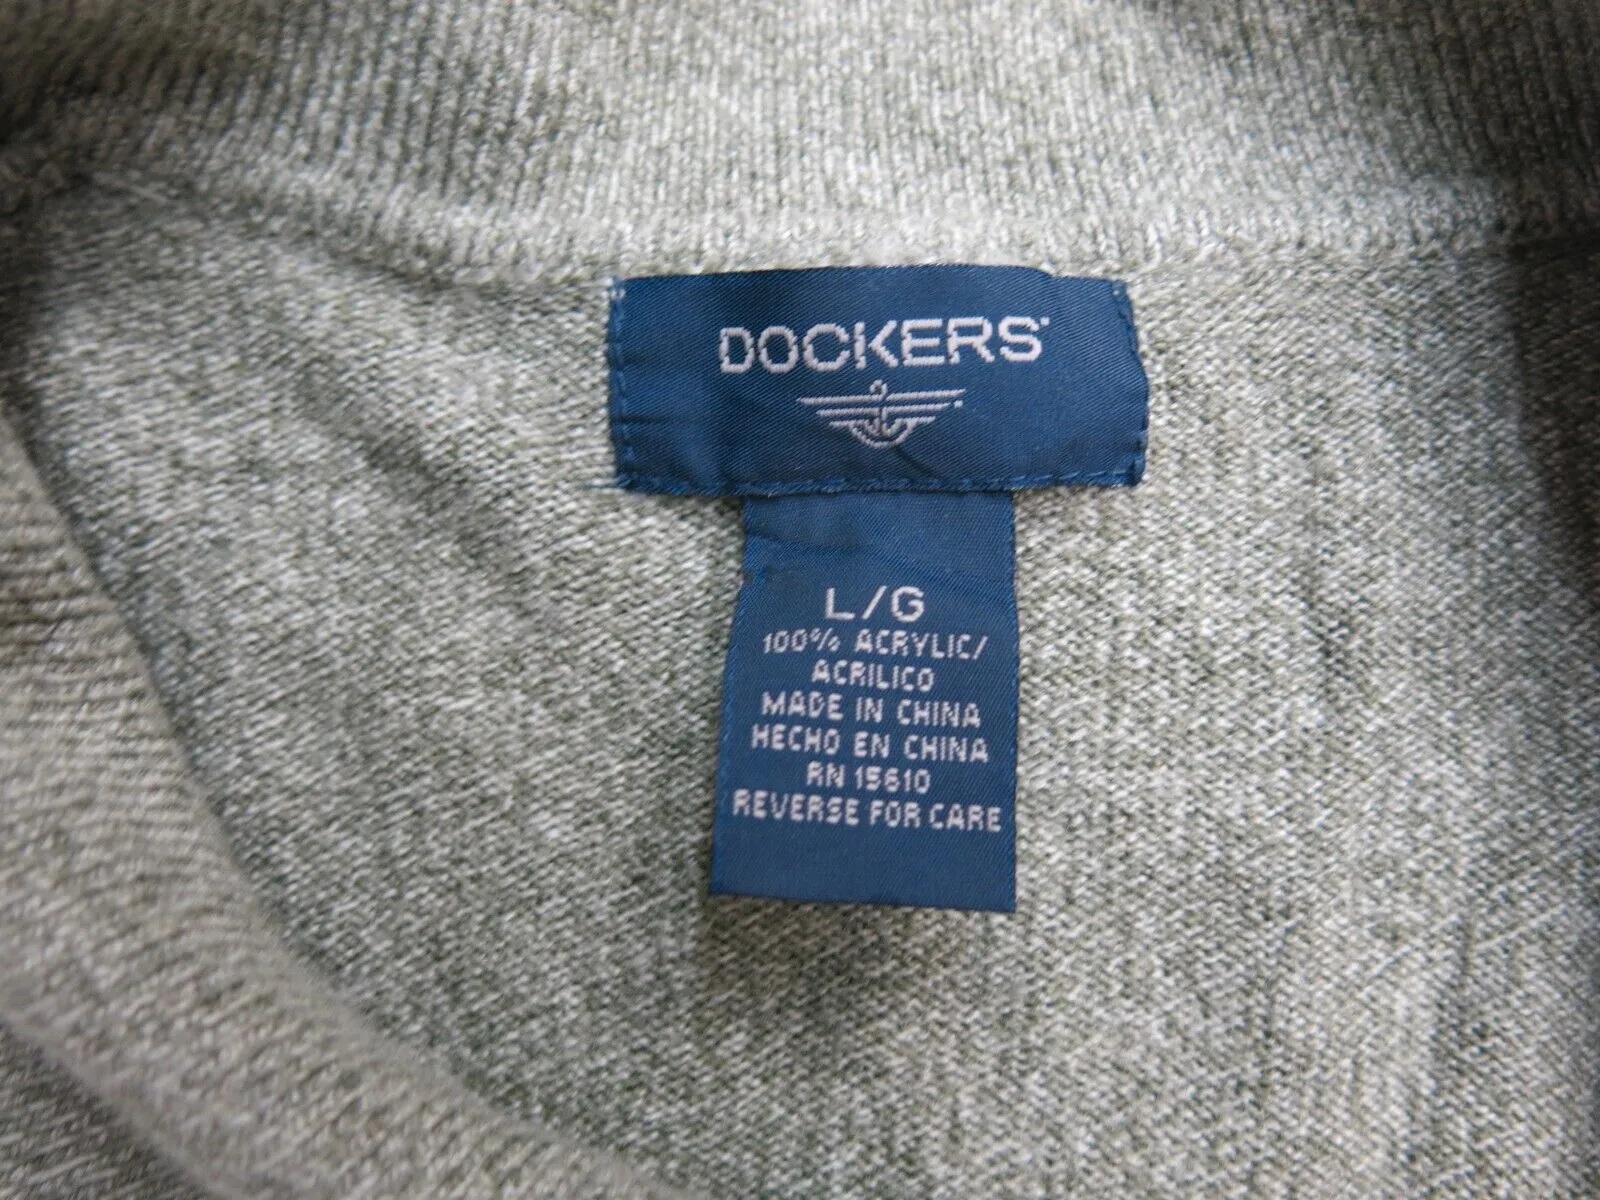 DOCKERS
L/G
100% ACRYLIC/
ACRILICO
MADE IN CHINA
HECHO EN CHINA
RN 15610
REVERSE FOR CARE